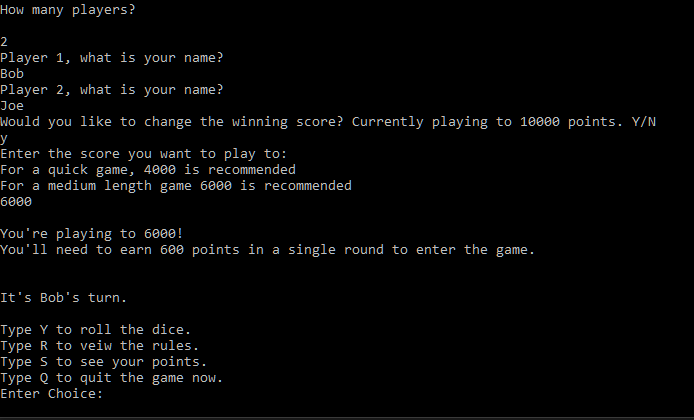 How many players?
2
Player 1, what is your name?
Bob
Player 2, what is your name?
Joe
Would you like to change the winning score? Currently playing to 10000 points. Y/N
y
Enter the score you want to play to:
For a quick game, 4000 is recommended
For a medium length game 6000 is recommended
6000
You're playing to 6000!
You'll need to earn 600 points in a single round to enter the game.
It's Bob's turn.
Type Y to roll the dice.
Type R to veiw the rules.
Type S to see your points.
Type Q to quit the game now.
Enter Choice: